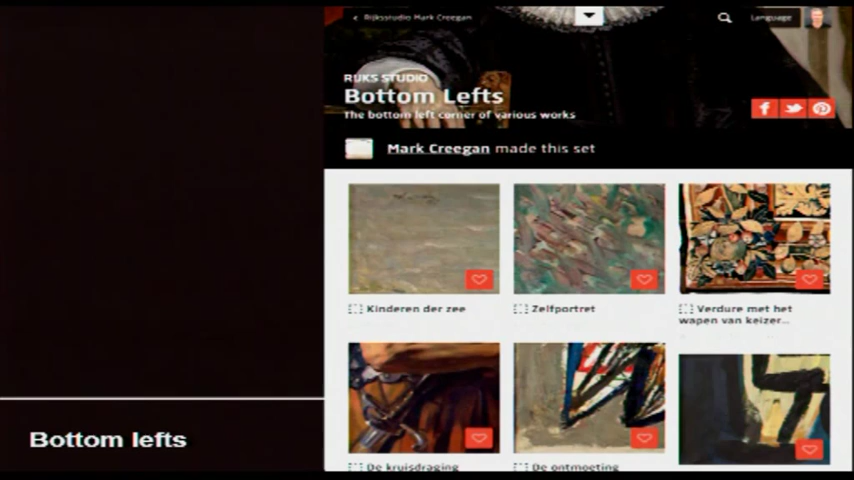 Rijksstudio Mark Creegan
Language
RIJKS STUDIO
Bottom Lefts
The bottom left corner of various works
Mark Creegan made this set
Kinderen der zee
Zelfportret
Verdure met het
wapen van keizer...
De kruisdraging
De ontmoeting
Bottom lefts